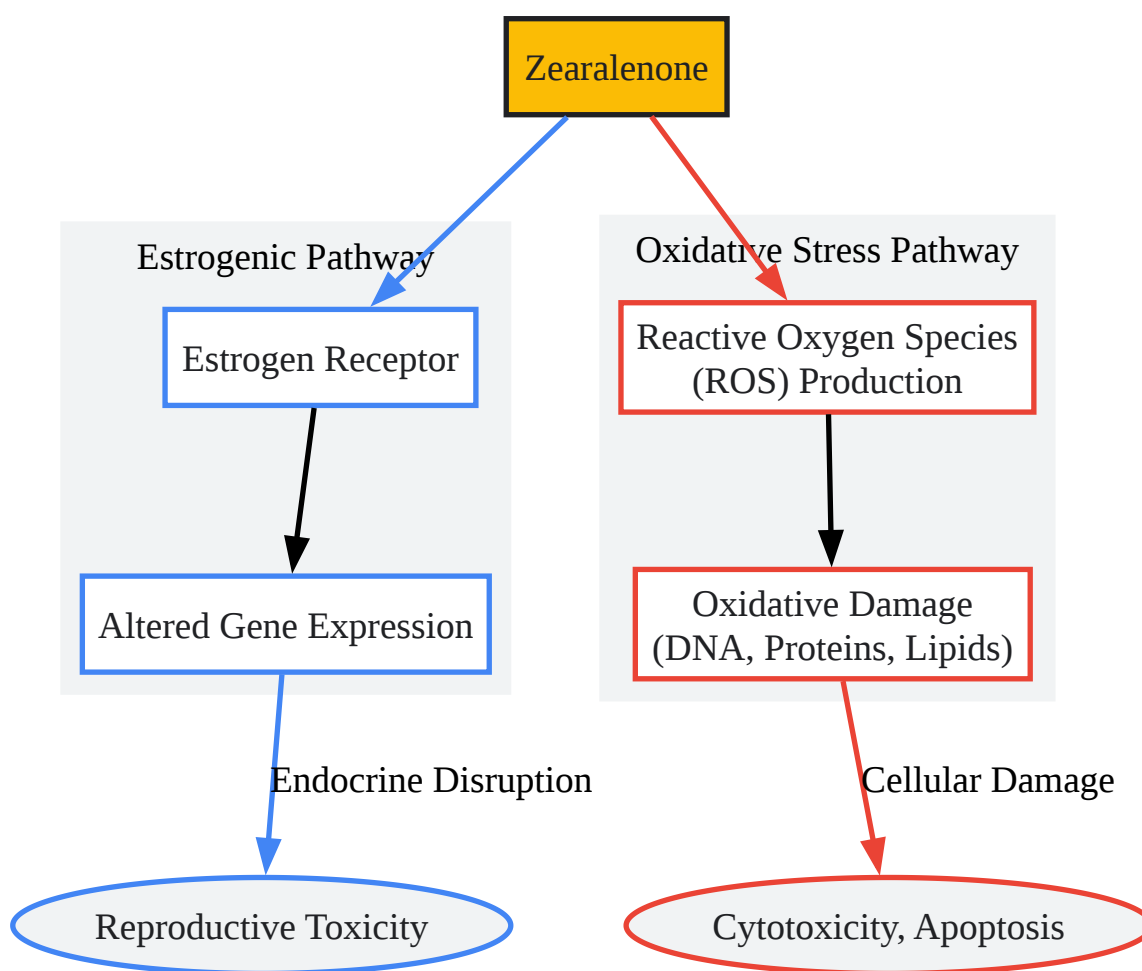 Zearalenone
Estrogenic Pathway
Estrogen Receptor
Altered Gene Expression
Endocrine Disruption
Reproductive Toxicity
Oxidative Stress Pathway
Reactive Oxygen Species
(ROS) Production
Oxidative Damage
(DNA, Proteins, Lipids)
Cellular Damage
Cytotoxicity, Apoptosis